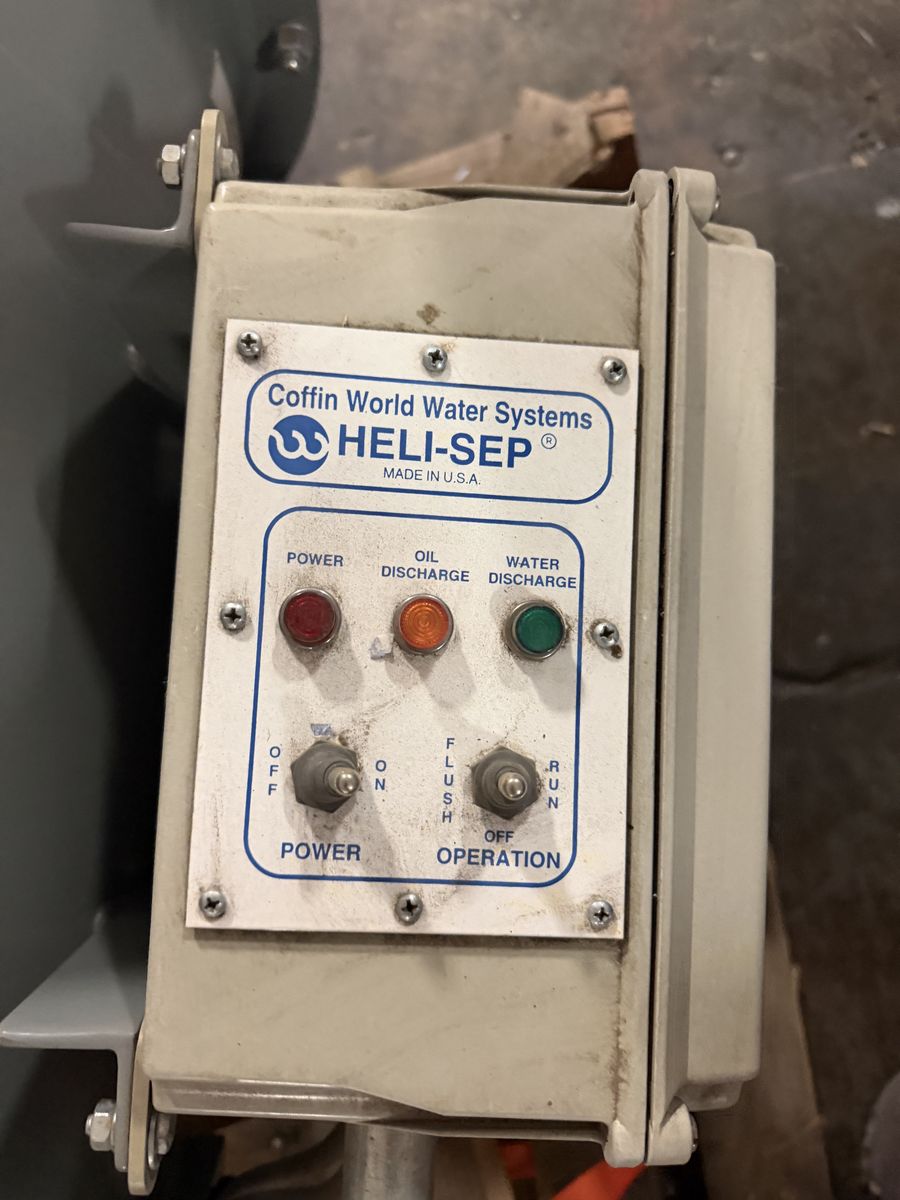 Coffin World Water Systems
HELI-SEP ®
MADE IN U.S.A.
POWER
OIL
DISCHARGE
WATER
DISCHARGE
OFF
ON
FLUSH
RUN
OFF
POWER
OPERATION